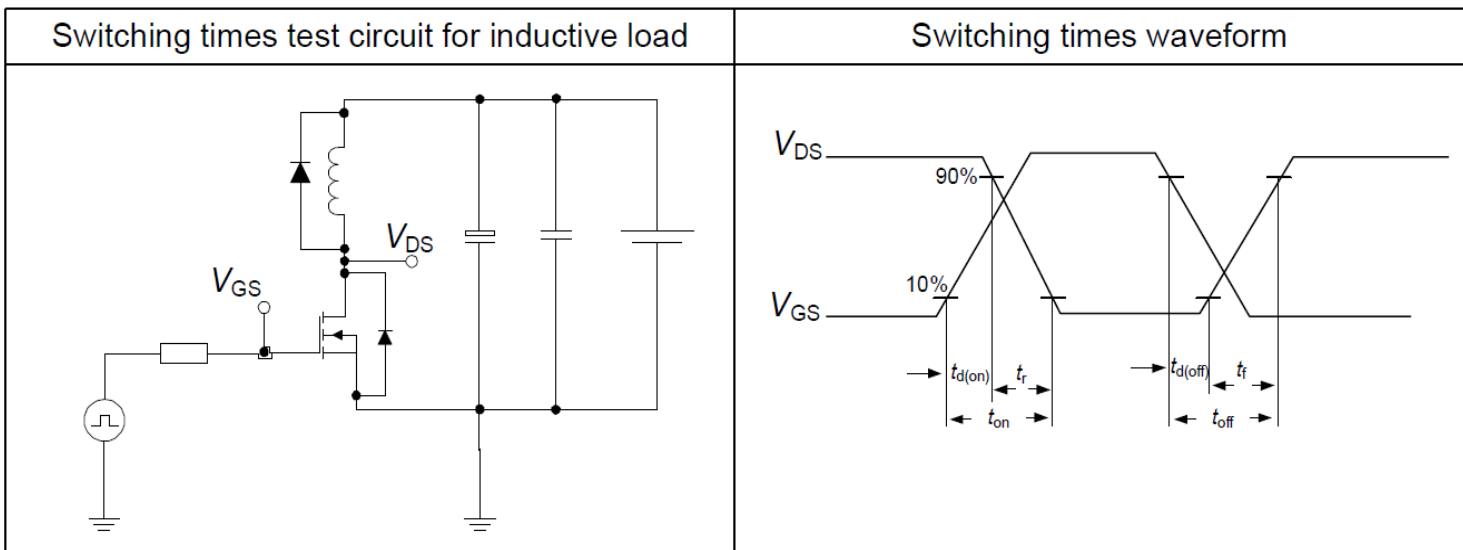 Switching times test circuit for inductive load
Switching times waveform
VDS
VGS
VDS
90%
10%
VGS
td(on)
tr
td(off)
tf
ton
toff